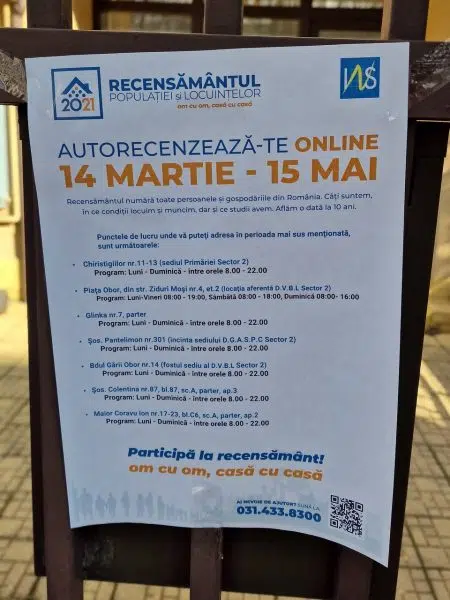 2021
RECENSĂMÂNTUL
POPULAȚIEI și LOCUINȚELOR
om cu om, casă cu casă
INS
AUTORECENZEAZĂ-TE ONLINE
14 MARTIE - 15 MAI
Recensământul numără toate persoanele și gospodăriile din România. Câți suntem,
în ce condiții locuim și muncim, dar și ce studii avem. Aflăm o dată la 10 ani.
Punctele de lucru unde vă puteți adresa în perioada mai sus menționată,
sunt următoarele:
Chiristigiilor nr.11-13 (sediul Primăriei Sector 2)
Program: Luni - Duminică - între orele 8.00 - 22.00
Piața Obor, din str. Ziduri Moși nr.4, et.2 (locația aferentă D.V.B.L Sector 2)
Program: Luni-Vineri 08:00 - 19:00, Sâmbătă 08:00 - 18:00, Duminică 08:00- 16:00
Glinka nr.7, parter
Program: Luni - Duminică - între orele 8.00 - 22.00
Șos. Pantelimon nr.301 (incinta sediului D.G.A.S.P.C Sector 2)
Program: Luni - Duminică - între orele 8.00 - 22.00
Bdul Gării Obor nr.14 (fostul sediu al D.V.B.L Sector 2)
Program: Luni - Duminică - între orele 8.00 - 22.00
Șos. Colentina nr.87, bl.87, sc.A, parter, ap.3
Program: Luni - Duminică - între orele 8.00 - 22.00
Maior Coravu Ion nr.17-23, bl.C6, sc.A, parter, ap.2
Program: Luni - Duminică - între orele 8.00 - 22.00
Participă la recensământ!
om cu om, casă cu casă
AI NEVOIE DE AJUTOR? SUNĂ LA
031.433.8300